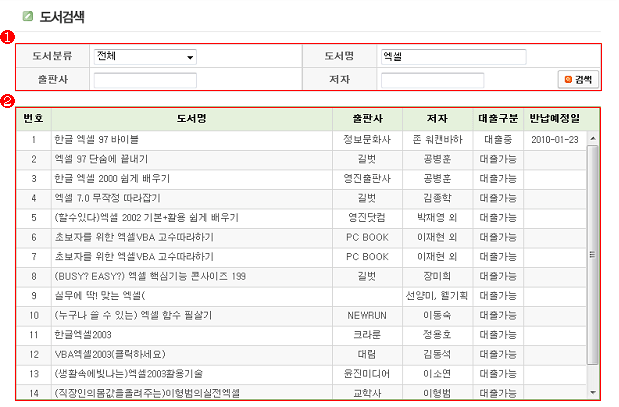 도서검색
1
도서분류 전체 도서명 엑셀
출판사 저자 검색
2
번호 도서명 출판사 저자 대출구분 반납예정일
1 한글 엑셀 97 바이블 정보문화사 존 워켄바하 대출중 2010-01-23
2 엑셀 97 단숨에 끝내기 길벗 공병훈 대출가능
3 한글 엑셀 2000 쉽게 배우기 영진출판사 공병훈 대출가능
4 엑셀 7.0 무작정 따라잡기 길벗 김종학 대출가능
5 (할수있다)엑셀 2002 기본+활용 쉽게 배우기 영진닷컴 박재영 외 대출가능
6 초보자를 위한 엑셀VBA 고수따라하기 PC BOOK 이재현 외 대출가능
7 초보자를 위한 엑셀VBA 고수따라하기 PC BOOK 이재현 외 대출가능
8 (BUSY? EASY?) 엑셀 핵심기능 콘사이즈 199 길벗 장미희 대출가능
9 실무에 딱! 맞는 엑셀( 선양미, 웰기획 대출가능
10 (누구나 쓸 수 있는) 엑셀 함수 필살기 NEWRUN 이동숙 대출가능
11 한글엑셀2003 크라운 정용호 대출가능
12 VBA엑셀2003(클릭하세요) 대림 김동석 대출가능
13 (생활속에빛나는)엑셀2003활용기술 윤진미디어 이소연 대출가능
14 (직장인의몸값을올려주는)이형범의실전엑셀 교학사 이형범 대출가능